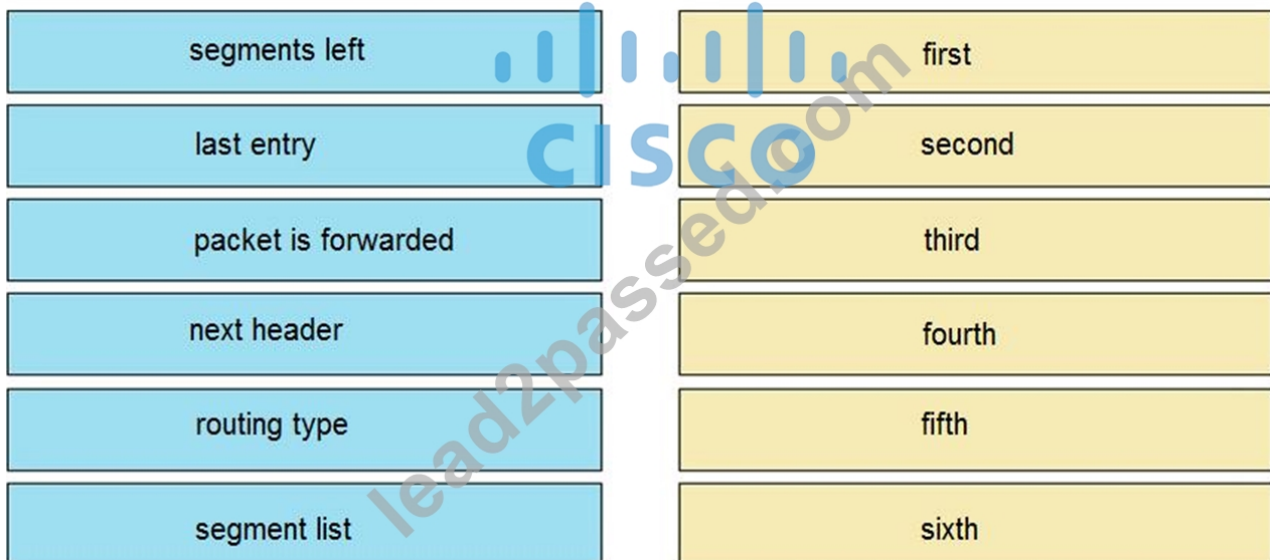 segments left
first
CISCO
last entry
second
packet is forwarded
third
next header
fourth
routing type
fifth
segment list
sixth
lead2passed.com